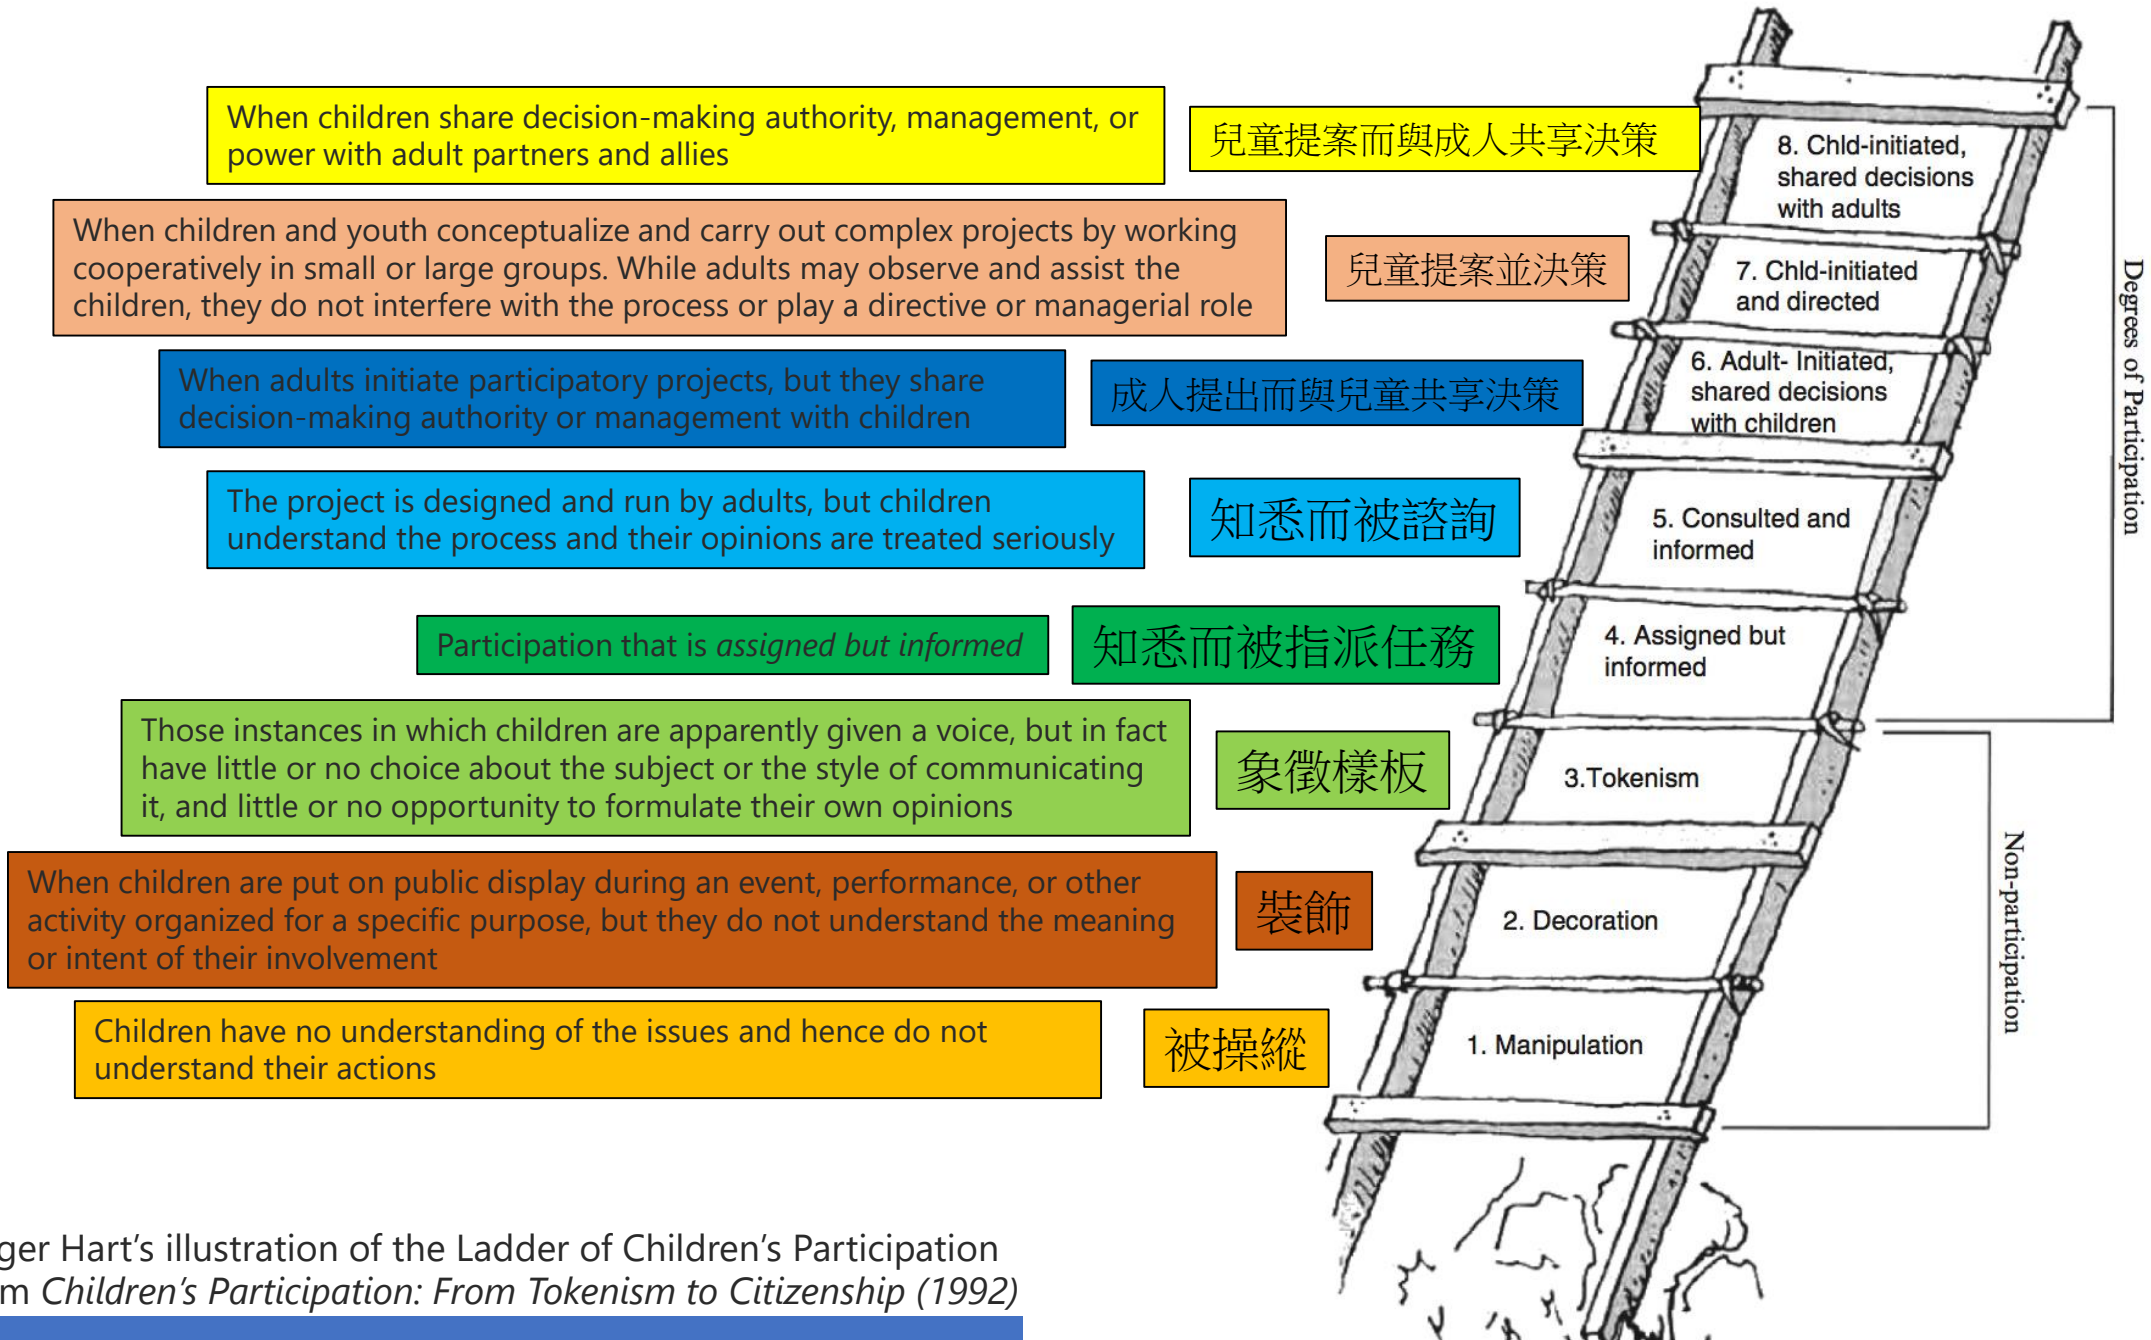 When children share decision-making authority, management, or
power with adult partners and allies
兒童提案而與成人共享決策
8. Chld-initiated,
shared decisions
with adults
When children and youth conceptualize and carry out complex projects by working
cooperatively in small or large groups. While adults may observe and assist the
children, they do not interfere with the process or play a directive or managerial role
兒童提案並決策
7. Chld-initiated
and directed
When adults initiate participatory projects, but they share
decision-making authority or management with children
成人提出而與兒童共享決策
6. Adult- Initiated,
shared decisions
with children
The project is designed and run by adults, but children
understand the process and their opinions are treated seriously
知悉而被諮詢
5. Consulted and
informed
Participation that is assigned but informed
知悉而被指派任務
4. Assigned but
informed
Degrees of Participation
Those instances in which children are apparently given a voice, but in fact
have little or no choice about the subject or the style of communicating
it, and little or no opportunity to formulate their own opinions
象徵樣板
3.Tokenism
When children are put on public display during an event, performance, or other
activity organized for a specific purpose, but they do not understand the meaning
or intent of their involvement
裝飾
2. Decoration
Children have no understanding of the issues and hence do not
understand their actions
被操縱
1. Manipulation
Non-participation
ger Hart’s illustration of the Ladder of Children’s Participation
m Children’s Participation: From Tokenism to Citizenship (1992)